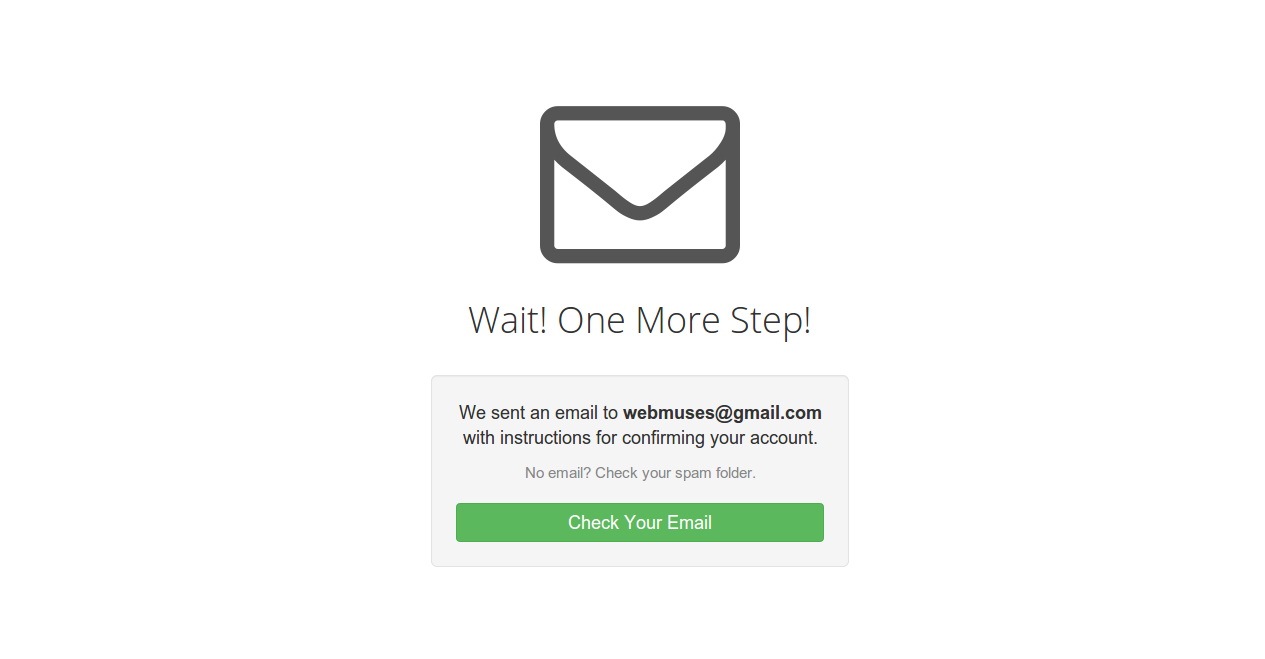 Wait! One More Step!
We sent an email to webmuses@gmail.com
with instructions for confirming your account.
No email? Check your spam folder.
Check Your Email